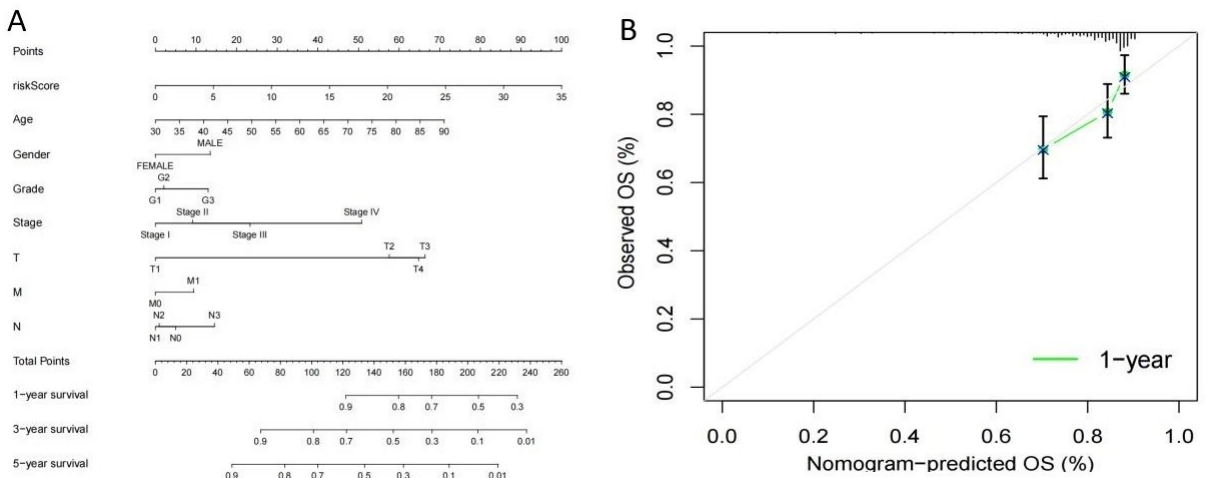 A
0 10 20 30 40 50 60 70 80 90 100
Points
riskScore
0 5 10 15 20 25 30 35
Age
30 35 40 45 50 55 60 65 70 75 80 85 90
MALE
Gender
FEMALE
G2
Grade
G1 G3
Stage II Stage IV
Stage
Stage I Stage III
T2 T3
T
T1 T4
M1
M
M0
N2 N3
N
N1 N0
Total Points
0 20 40 60 80 100 120 140 160 180 200 220 240 260
1-year survival
0.9 0.8 0.7 0.5 0.3
3-year survival
0.9 0.8 0.7 0.5 0.3 0.1 0.01
5-year survival
0.9 0.8 0.7 0.5 0.3 0.1 0.01
B
Observed OS (%)
1.0
0.8
0.6
0.4
0.2
0.0
1−year
0.0 0.2 0.4 0.6 0.8 1.0
Nomogram−predicted OS (%)